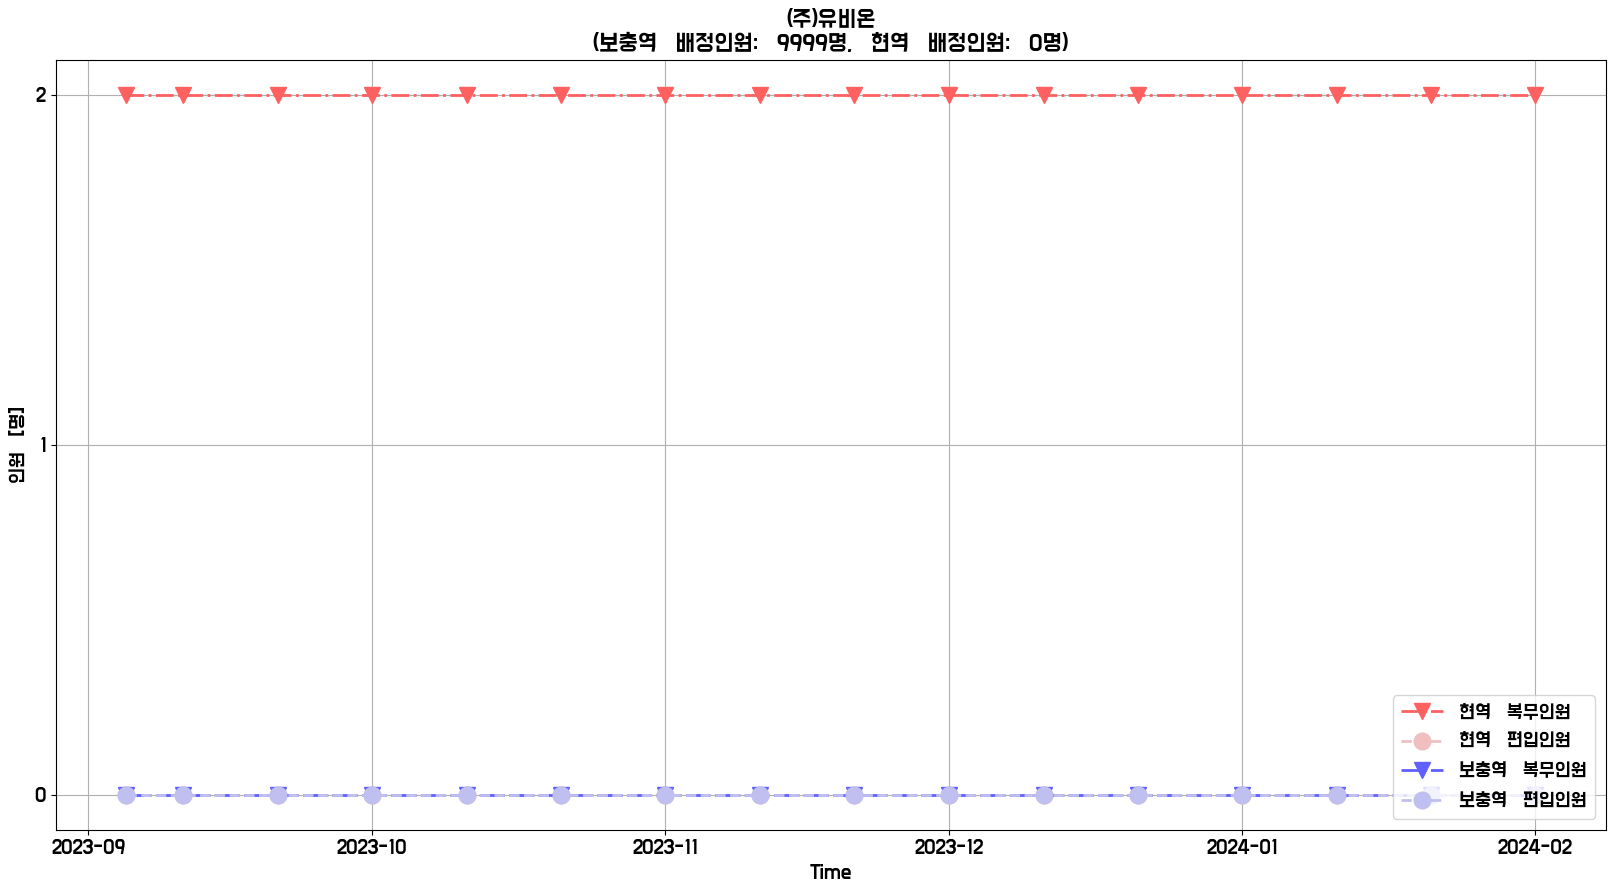 (주)유비온
(보충역 배정인원: 9999명, 현역 배정인원: 0명)
인원 [명]
2
1
0
현역 복무인원
현역 편입인원
보충역 복무인원
보충역 편입인원
2023-09 2023-10 2023-11 2023-12 2024-01 2024-02
Time